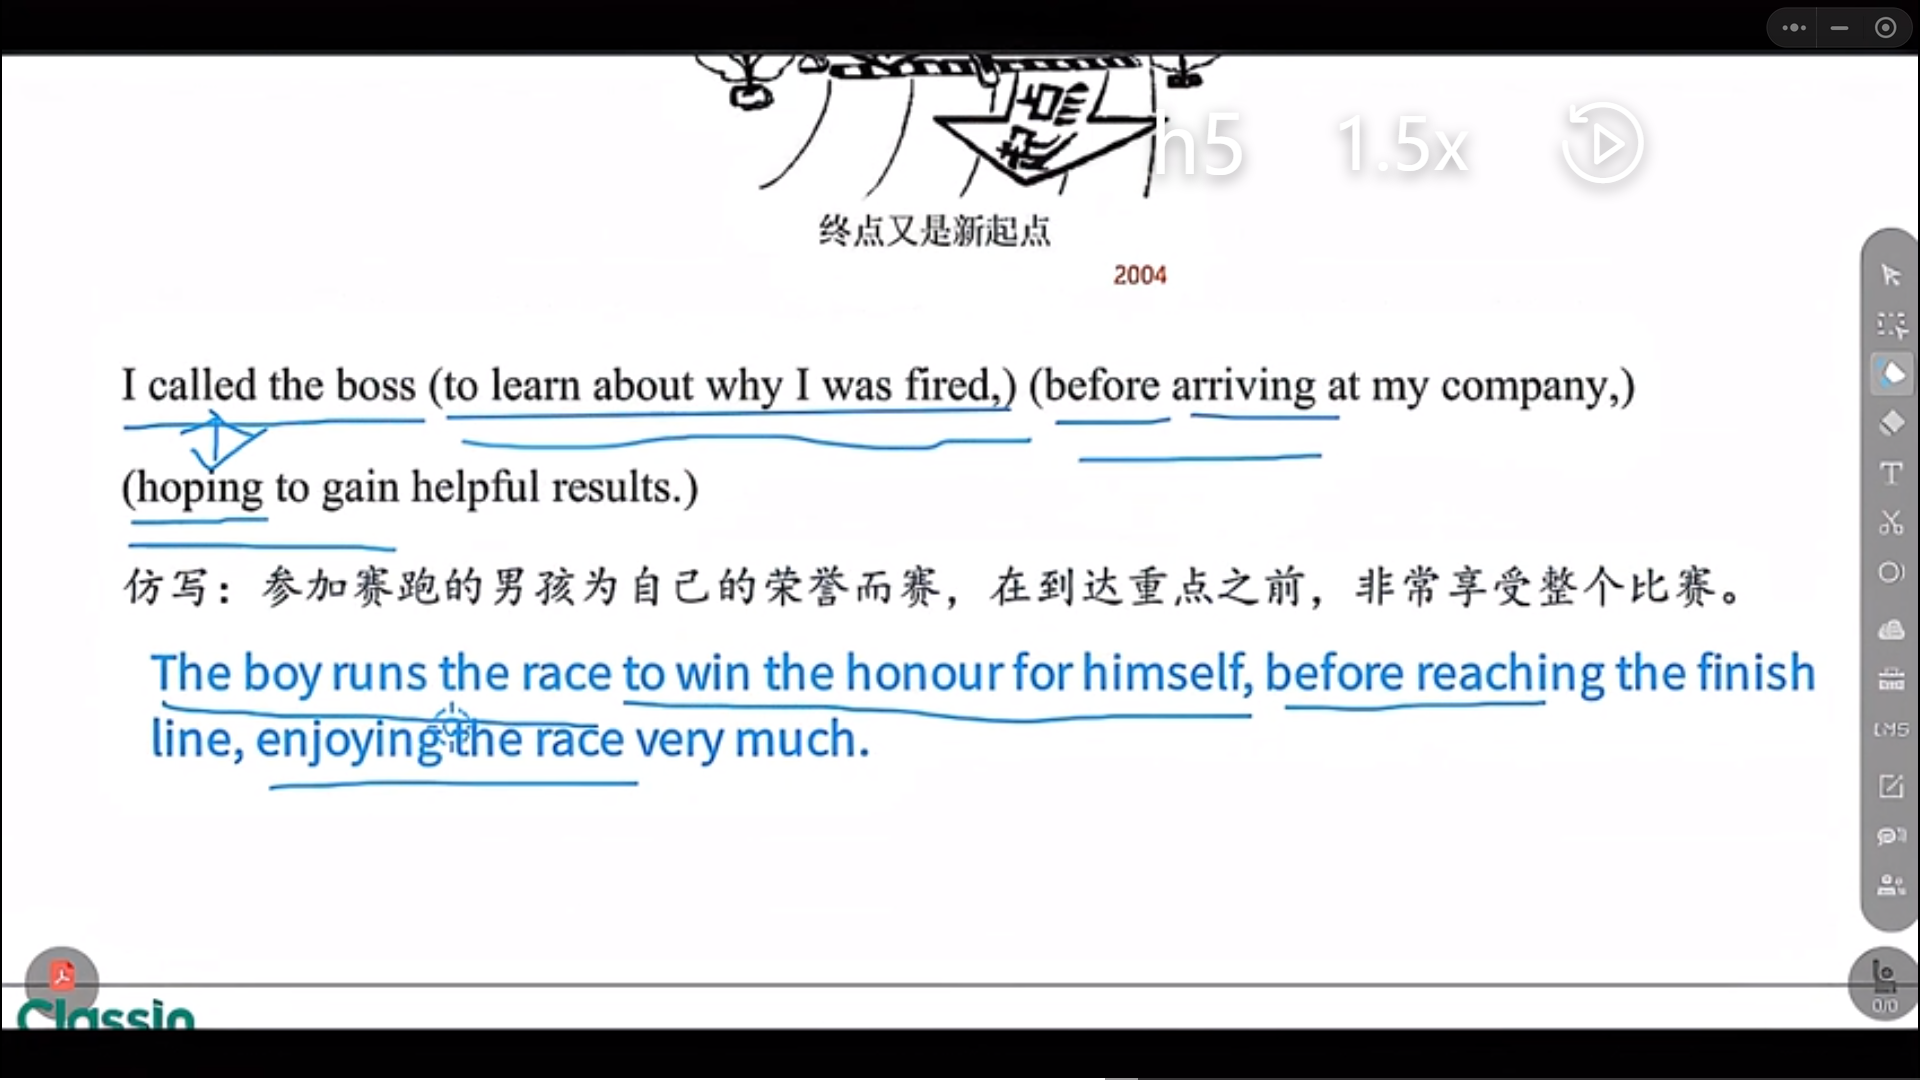 h5 1.5x
起点
终点又是新起点
2004
I called the boss (to learn about why I was fired,) (before arriving at my company,)
(hoping to gain helpful results.)
仿写：参加赛跑的男孩为自己的荣誉而赛，在到达重点之前，非常享受整个比赛。
The boy runs the race to win the honour for himself, before reaching the finish
line, enjoying the race very much.
T
LMS
0/0
ClassIn